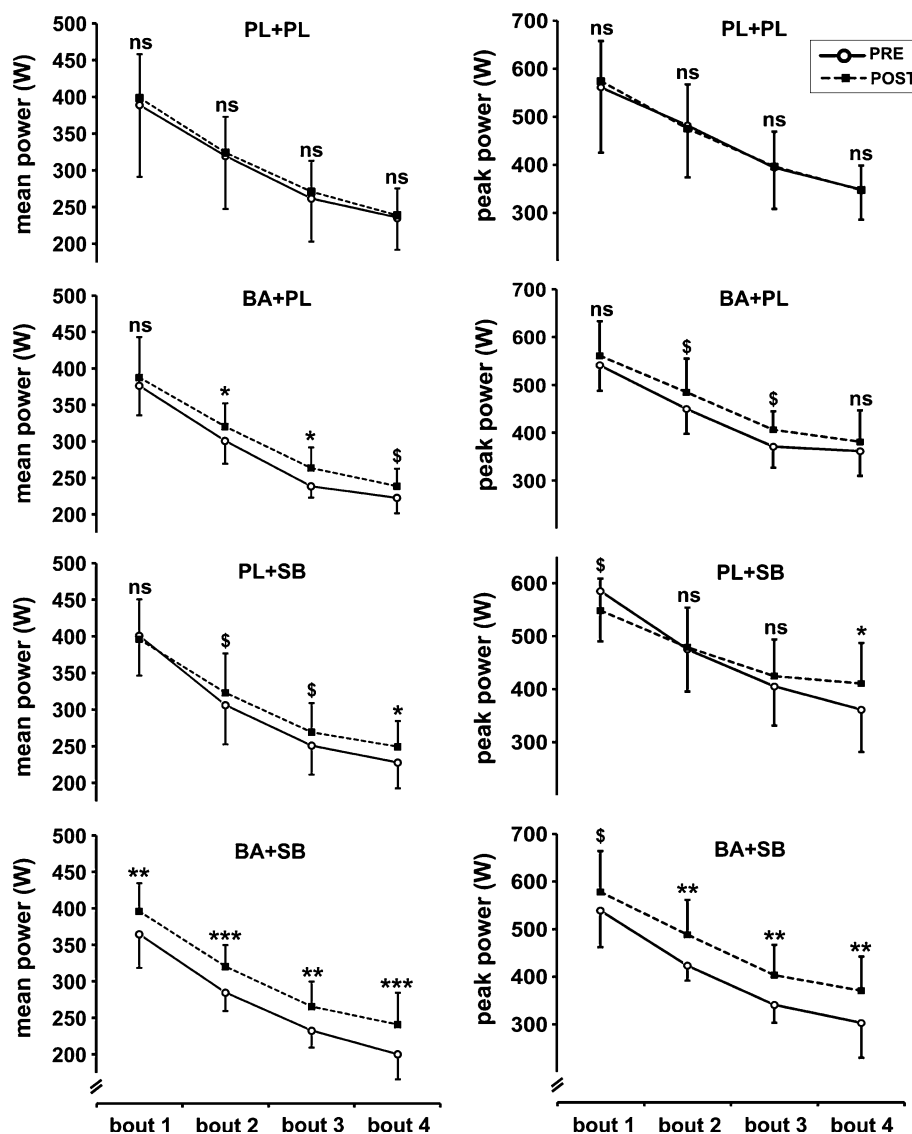 mean power (W)
500
450
400
350
300
250
200
PL+PL
ns
ns
ns
ns
peak power (W)
700
600
500
400
300
PL+PL
ns
ns
ns
ns
PRE
POST
mean power (W)
500
450
400
350
300
250
200
BA+PL
ns
*
*
$
peak power (W)
700
600
500
400
300
BA+PL
ns
$
$
ns
mean power (W)
500
450
400
350
300
250
200
PL+SB
ns
$
$
*
peak power (W)
600
500
400
300
PL+SB
$
ns
ns
*
mean power (W)
500
450
400
350
300
250
200
BA+SB
**
***
**
***
peak power (W)
700
600
500
400
300
BA+SB
$
**
**
**
bout 1 bout 2 bout 3 bout 4
bout 1 bout 2 bout 3 bout 4